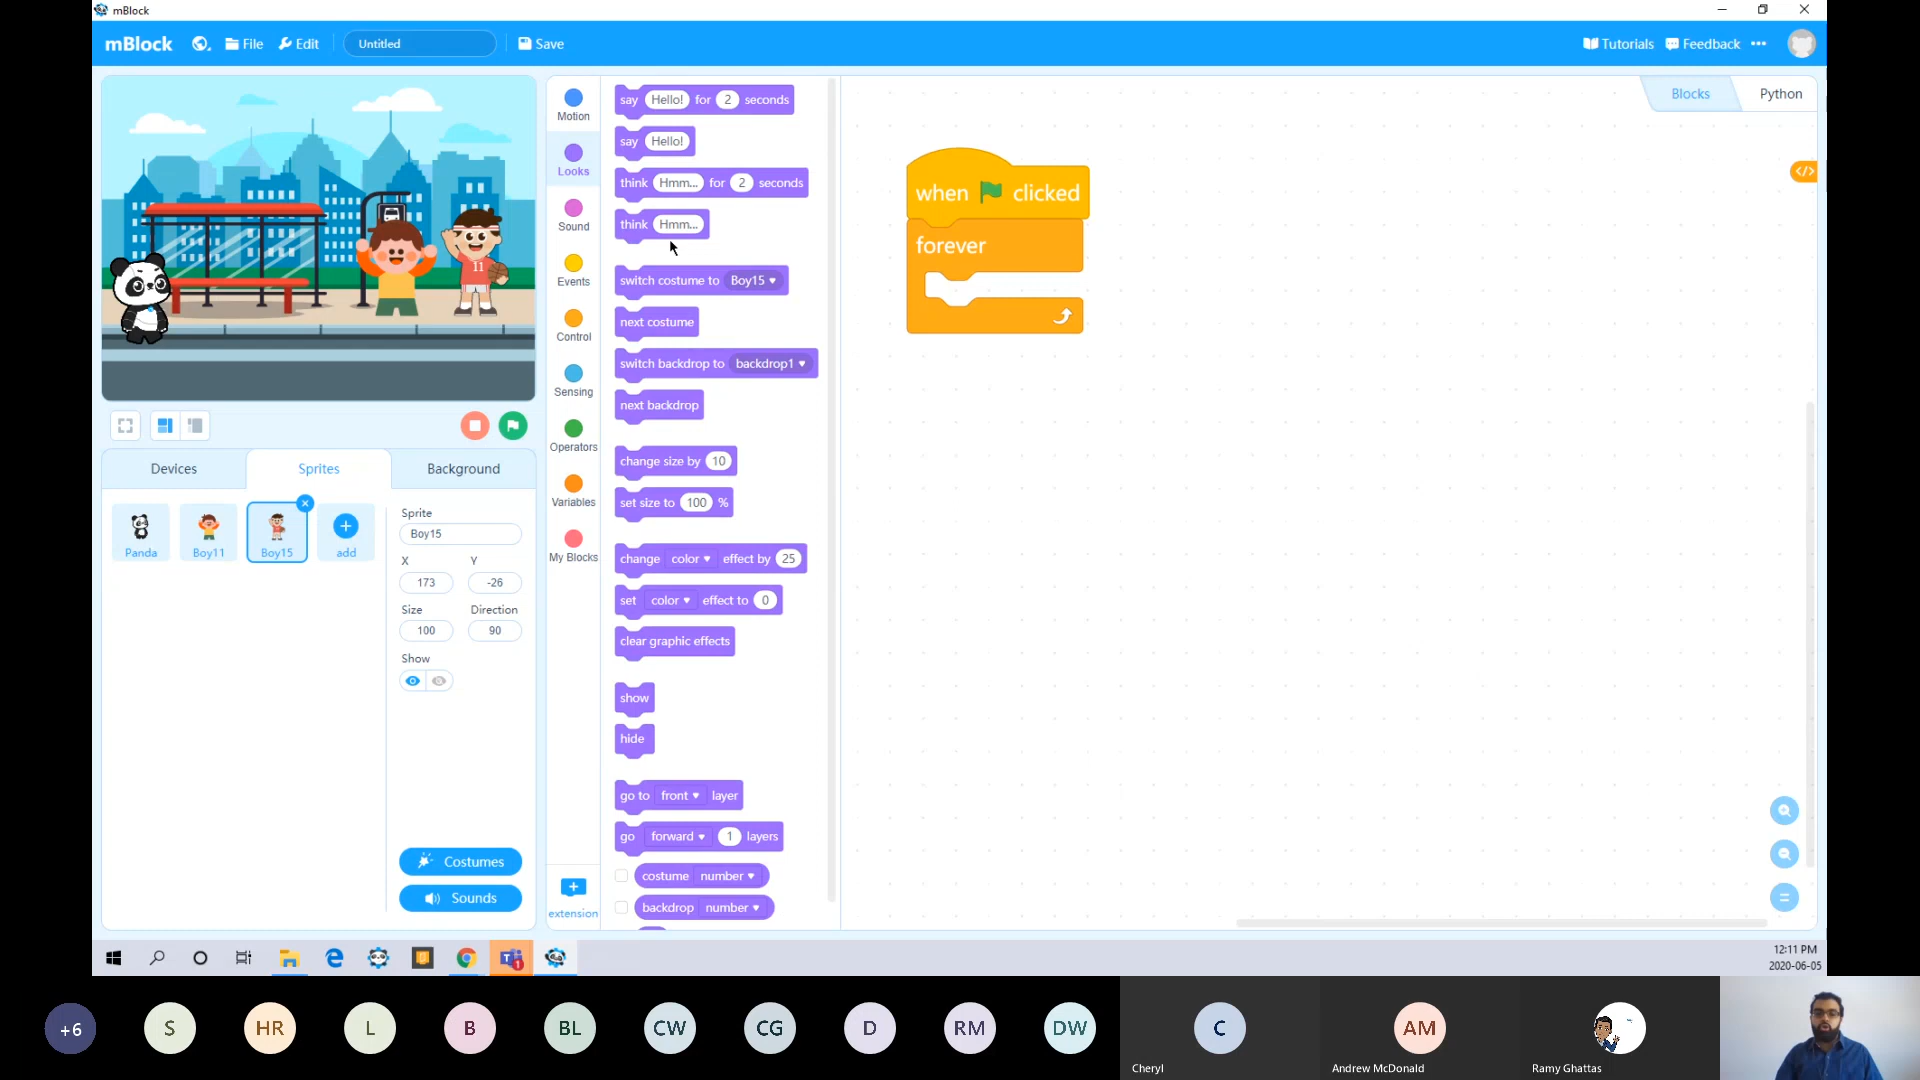 mBlock
mBlock File Edit Untitled Save Tutorials Feedback
Blocks Python
Motion
Looks
Sound
Events
Control
Sensing
Operators
Variables
My Blocks
extension
say Hello! for 2 seconds
say Hello!
think Hmm... for 2 seconds
think Hmm...
switch costume to Boy15
next costume
switch backdrop to backdrop1
next backdrop
change size by 10
set size to 100 %
change color effect by 25
set color effect to 0
clear graphic effects
show
hide
go to front layer
go forward 1 layers
costume number
backdrop number
when clicked
forever
11
Devices Sprites Background
Panda Boy11 Boy15 add
Sprite
Boy15
X Y
173 -26
Size Direction
100 90
Show
Costumes
Sounds
12:11 PM
2020-06-05
+6 S HR L B BL CW CG D RM DW C AM
Cheryl Andrew McDonald Ramy Ghattas